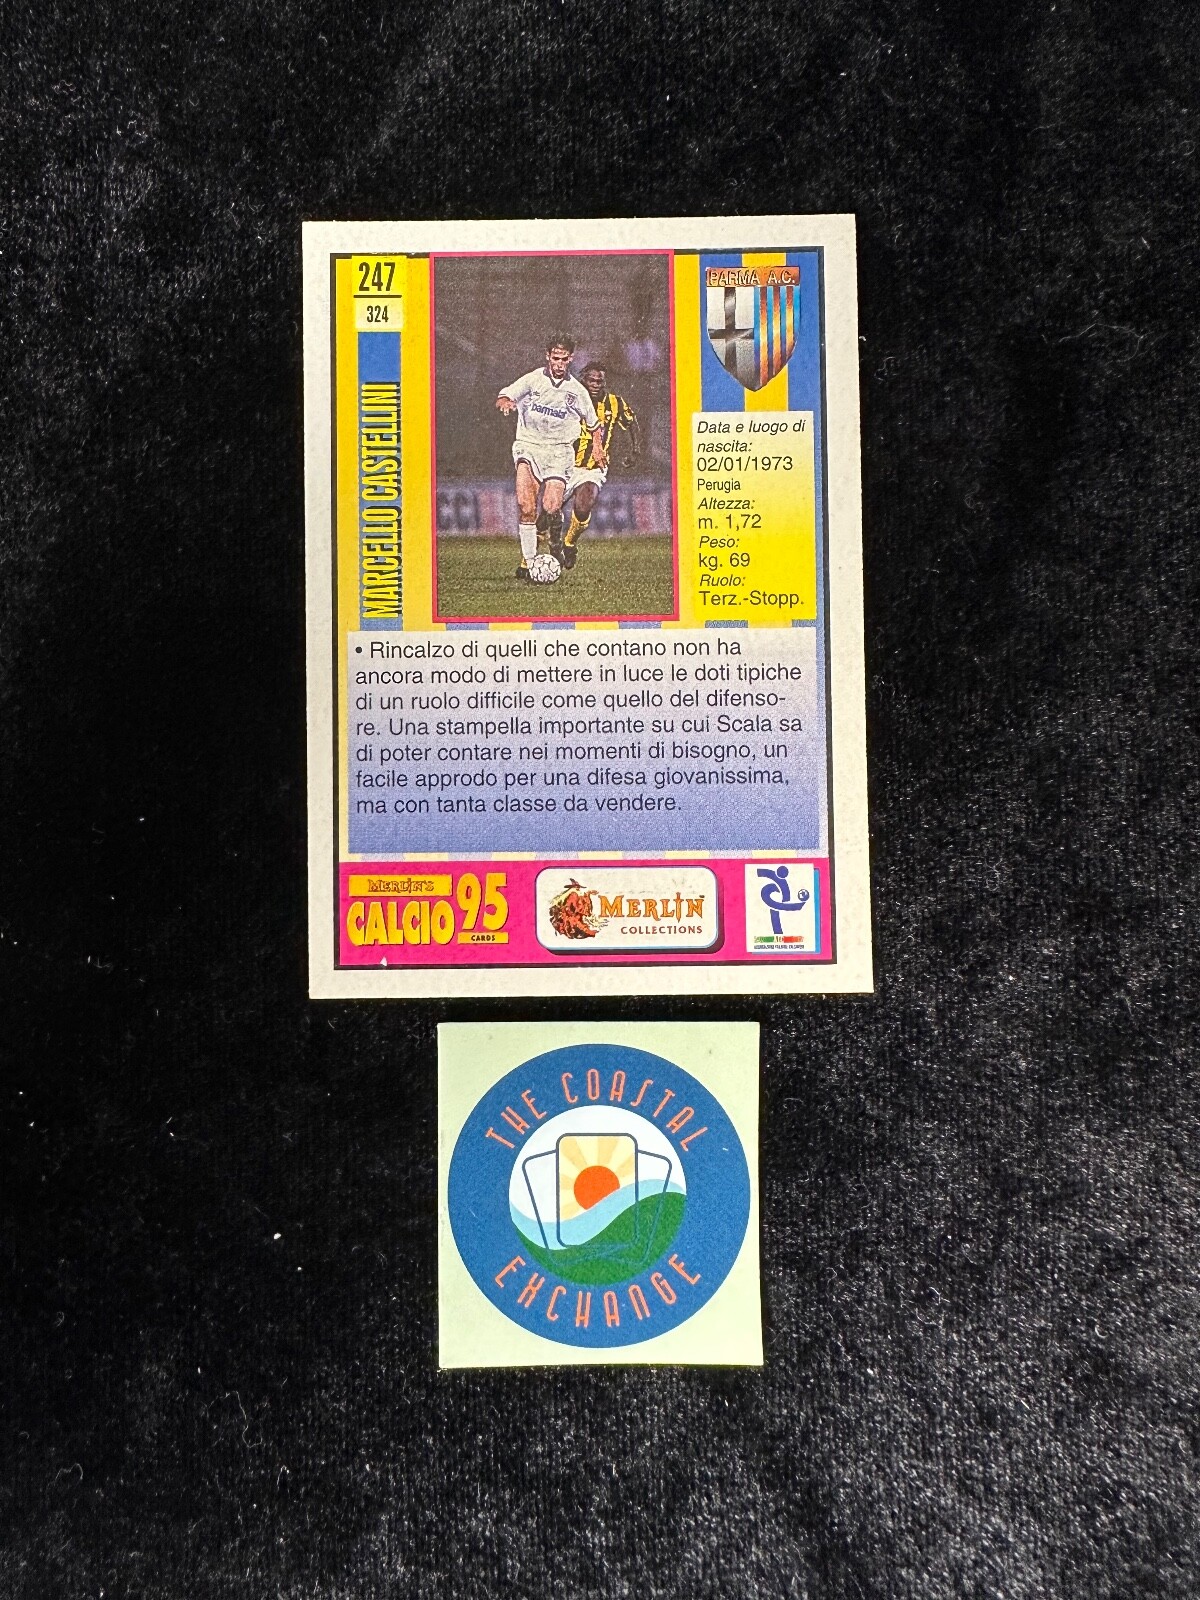 247
324
MARCELLO CASTELLINI
parmalat
PARMA A.C.
Data e luogo di
nascita:
02/01/1973
Perugia
Altezza:
m. 1,72
Peso:
kg. 69
Ruolo:
Terz.-Stopp.
• Rincalzo di quelli che contano non ha
ancora modo di mettere in luce le doti tipiche
di un ruolo difficile come quello del difenso-
re. Una stampella importante su cui Scala sa
di poter contare nei momenti di bisogno, un
facile approdo per una difesa giovanissima,
ma con tanta classe da vendere.
MERLIN'S
CALCIO 95
CARDS
MERLIN
COLLECTIONS
THE COASTAL
EXCHANGE